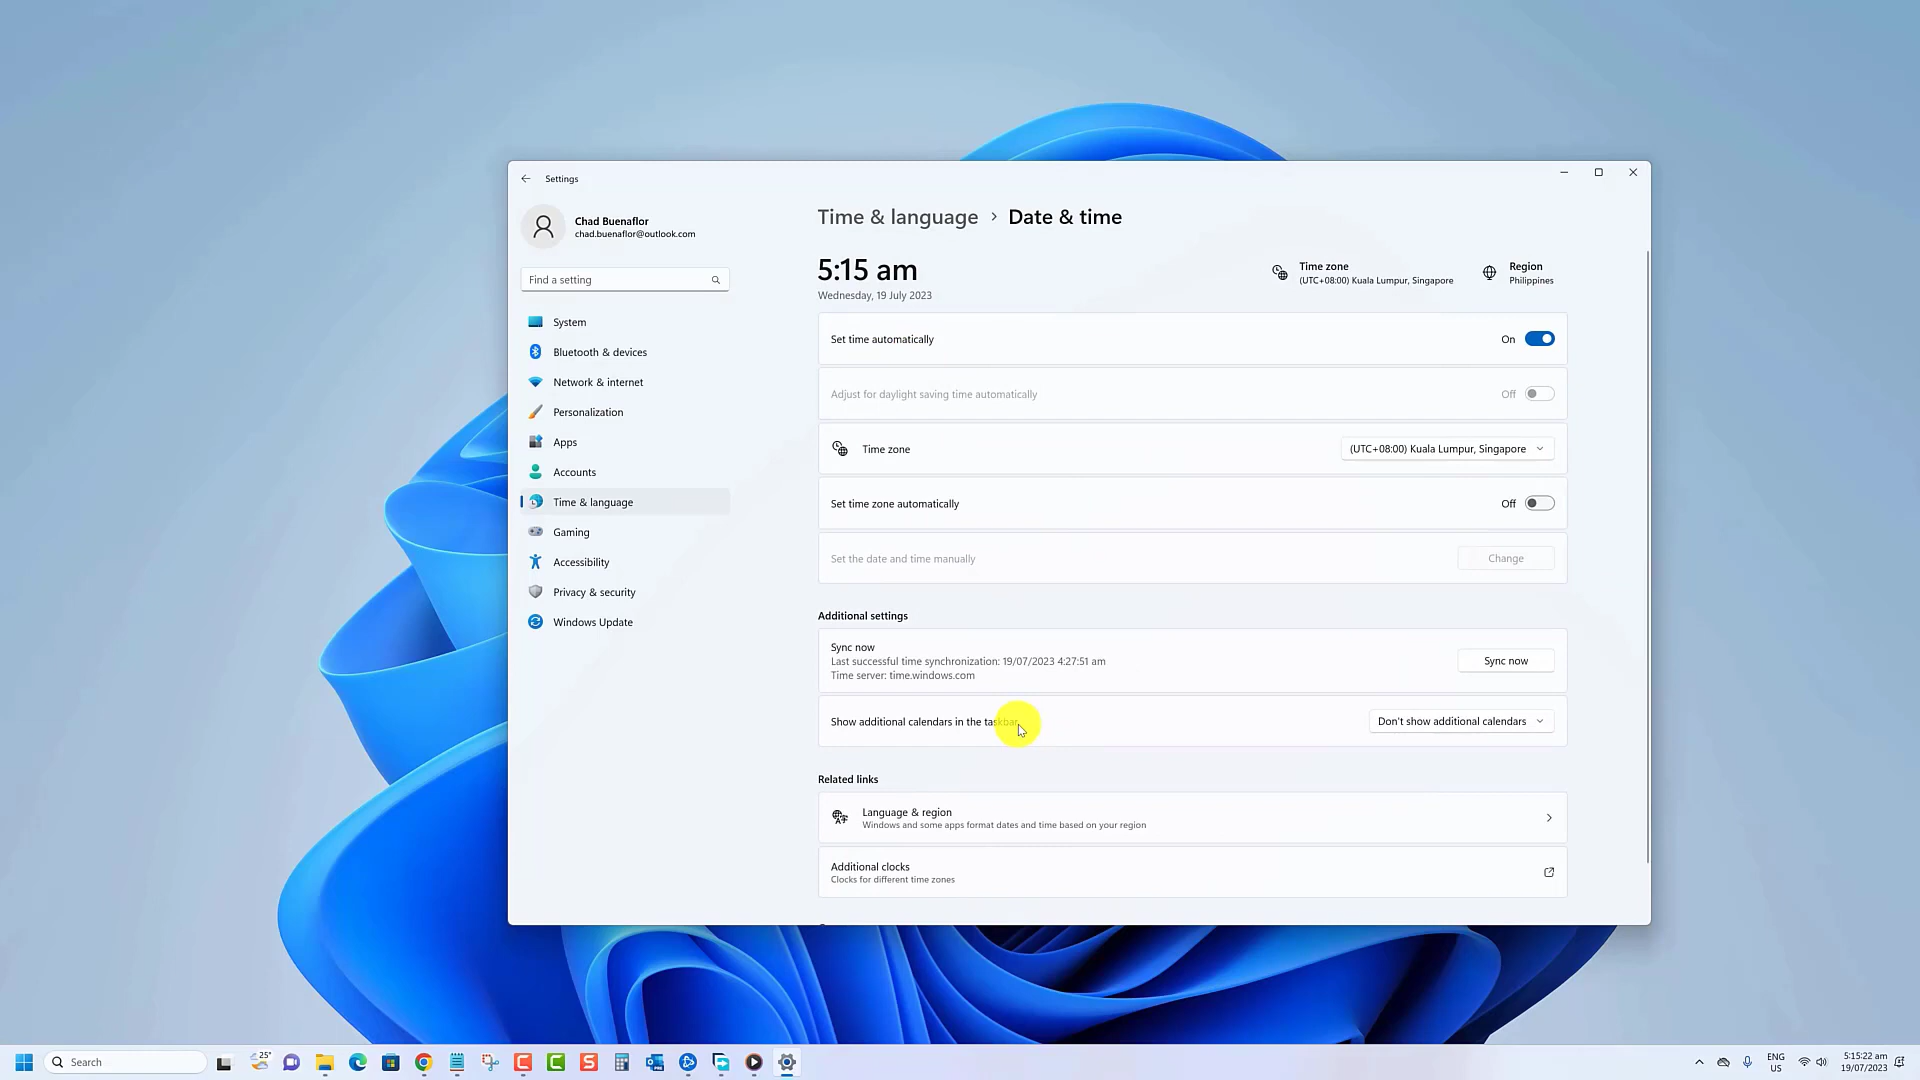 Settings
Chad Buenaflor
chad.buenaflor@outlook.com
Find a setting
System
Bluetooth & devices
Network & internet
Personalization
Apps
Accounts
Time & language
Gaming
Accessibility
Privacy & security
Windows Update
Time & language > Date & time
5:15 am
Wednesday, 19 July 2023
Time zone
(UTC+08:00) Kuala Lumpur, Singapore
Region
Philippines
Set time automatically On
Adjust for daylight saving time automatically Off
Time zone (UTC+08:00) Kuala Lumpur, Singapore
Set time zone automatically Off
Set the date and time manually Change
Additional settings
Sync now
Last successful time synchronization: 19/07/2023 4:27:51 am
Time server: time.windows.com
Sync now
Show additional calendars in the taskbar Don't show additional calendars
Related links
Language & region
Windows and some apps format dates and time based on your region
Additional clocks
Clocks for different time zones
Search
25°
ENG
US
5:15:22 am
19/07/2023